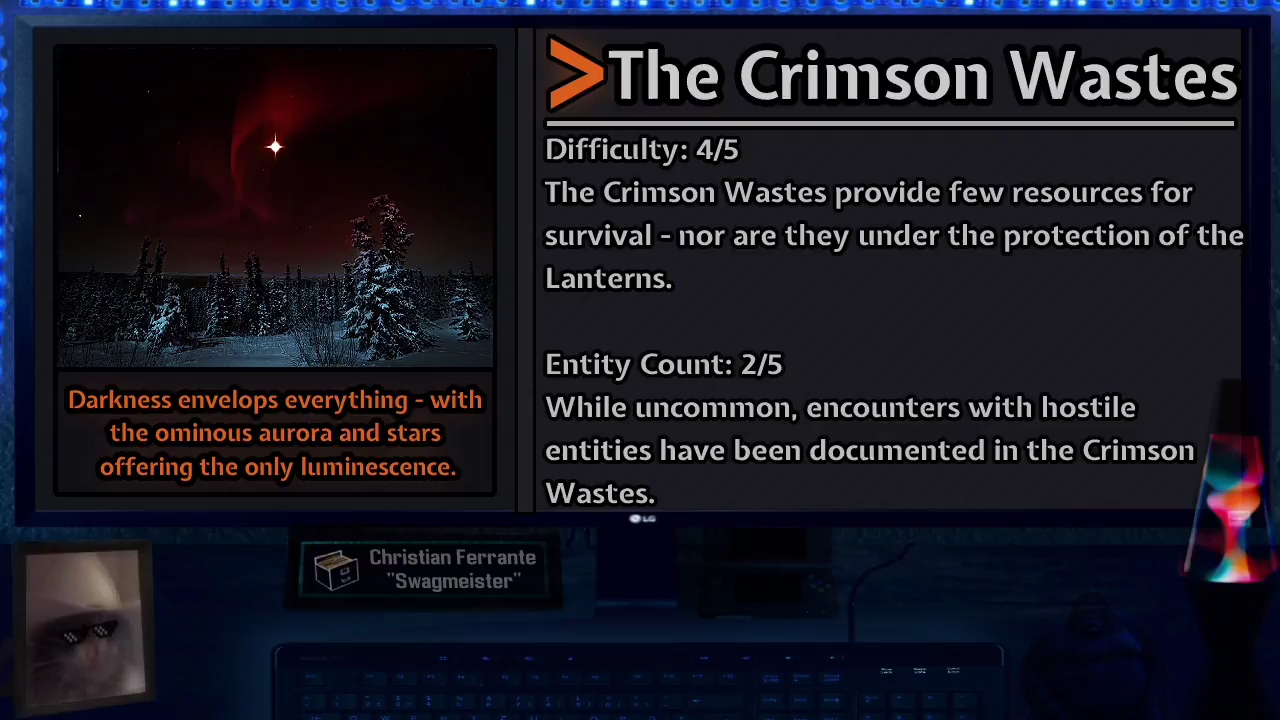 >The Crimson Wastes
Difficulty: 4/5
The Crimson Wastes provide few resources for
survival - nor are they under the protection of the
Lanterns.
Entity Count: 2/5
While uncommon, encounters with hostile
entities have been documented in the Crimson
Wastes.
Darkness envelops everything - with
the ominous aurora and stars
offering the only luminescence.
LG
Christian Ferrante
"Swagmeister"